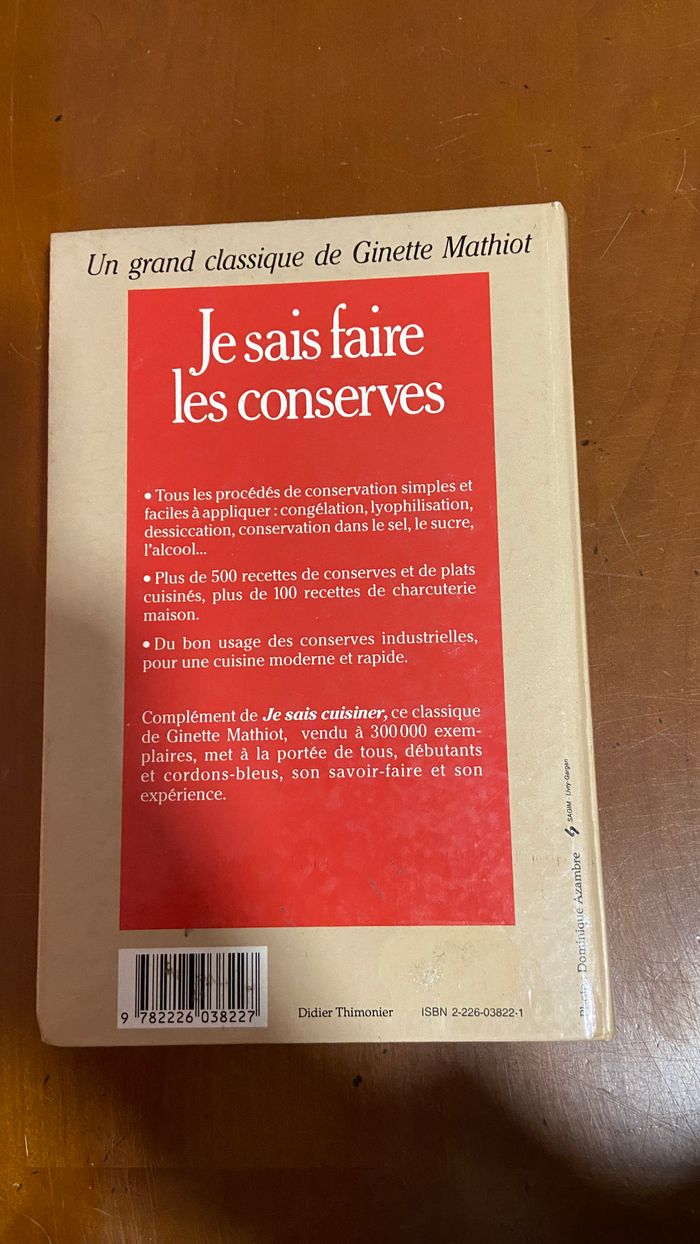 Un grand classique de Ginette Mathiot
Je sais faire
les conserves
• Tous les procédés de conservation simples et
faciles à appliquer : congélation, lyophilisation,
dessiccation, conservation dans le sel, le sucre,
l'alcool...
• Plus de 500 recettes de conserves et de plats
cuisinés, plus de 100 recettes de charcuterie
maison.
• Du bon usage des conserves industrielles,
pour une cuisine moderne et rapide.
Complément de Je sais cuisiner, ce classique
de Ginette Mathiot, vendu à 300 000 exem-
plaires, met à la portée de tous, débutants
et cordons-bleus, son savoir-faire et son
expérience.
9 782226 038227
Didier Thimonier
ISBN 2-226-03822-1
Dominique Azambre
SAGIM · Livry-Gargan